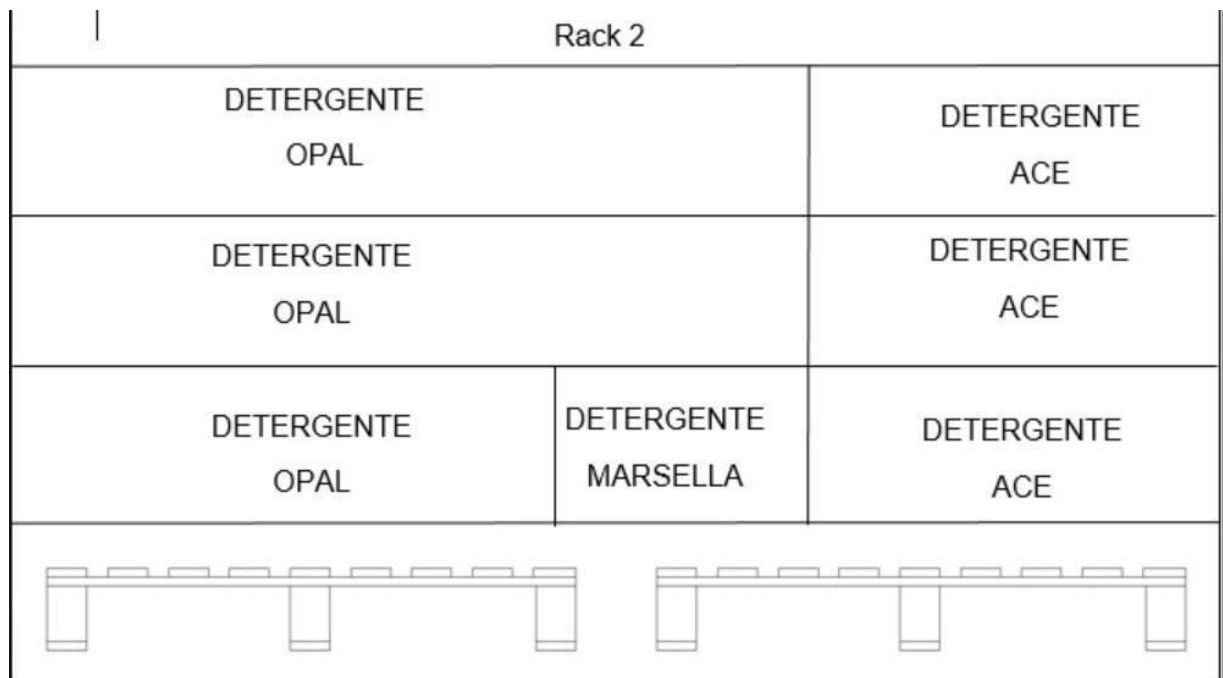 Rack 2
DETERGENTE
OPAL
DETERGENTE
ACE
DETERGENTE
OPAL
DETERGENTE
ACE
DETERGENTE
OPAL
DETERGENTE
MARSELLA
DETERGENTE
ACE